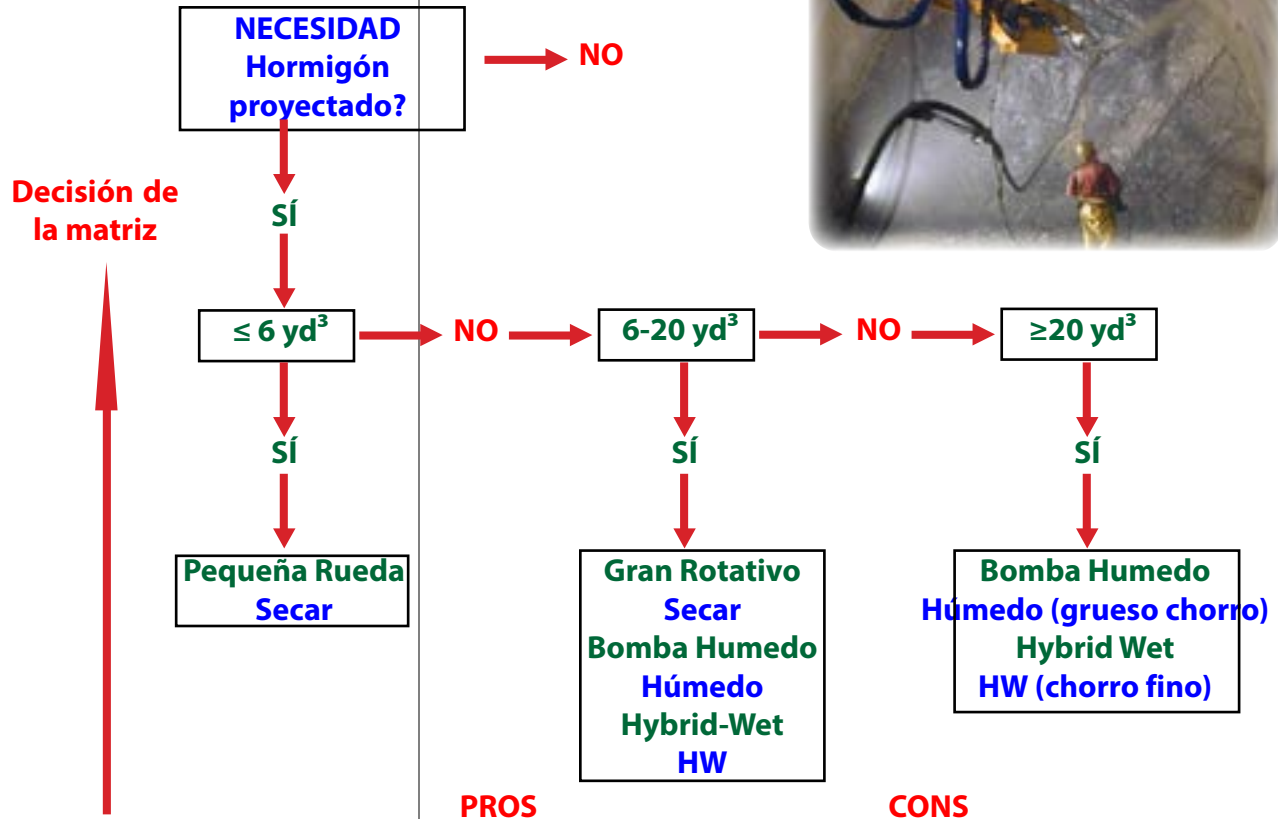 NECESIDAD
Hormigón
proyectado?
NO
SÍ
Decisión de
la matriz
≤ 6 yd³
NO
6-20 yd³
NO
≥20 yd³
SÍ
SÍ
SÍ
Pequeña Rueda
Secar
Gran Rotativo
Secar
Bomba Humedo
Húmedo
Hybrid-Wet
HW
Bomba Humedo
Húmedo (grueso chorro)
Hybrid Wet
HW (chorro fino)
PROS
CONS